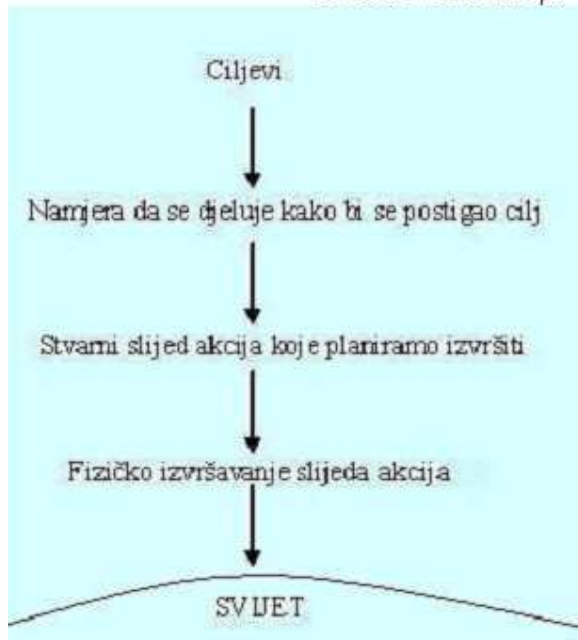 Ciljevi
Namjera da se djeluje kako bi se postigao cilj
Stvarni slijed akcija koje planiramo izvršiti
Fizičko izvršavanje slijeda akcija
SVIJET